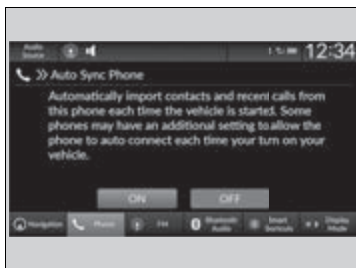 Audio
Source
12:34
Auto Sync Phone
Automatically import contacts and recent calls from
this phone each time the vehicle is started. Some
phones may have an additional setting to allow the
phone to auto connect each time your turn on your
vehicle.
ON OFF
Navigation Phone FM Bluetooth Audio Smart Shortcuts Display Mode